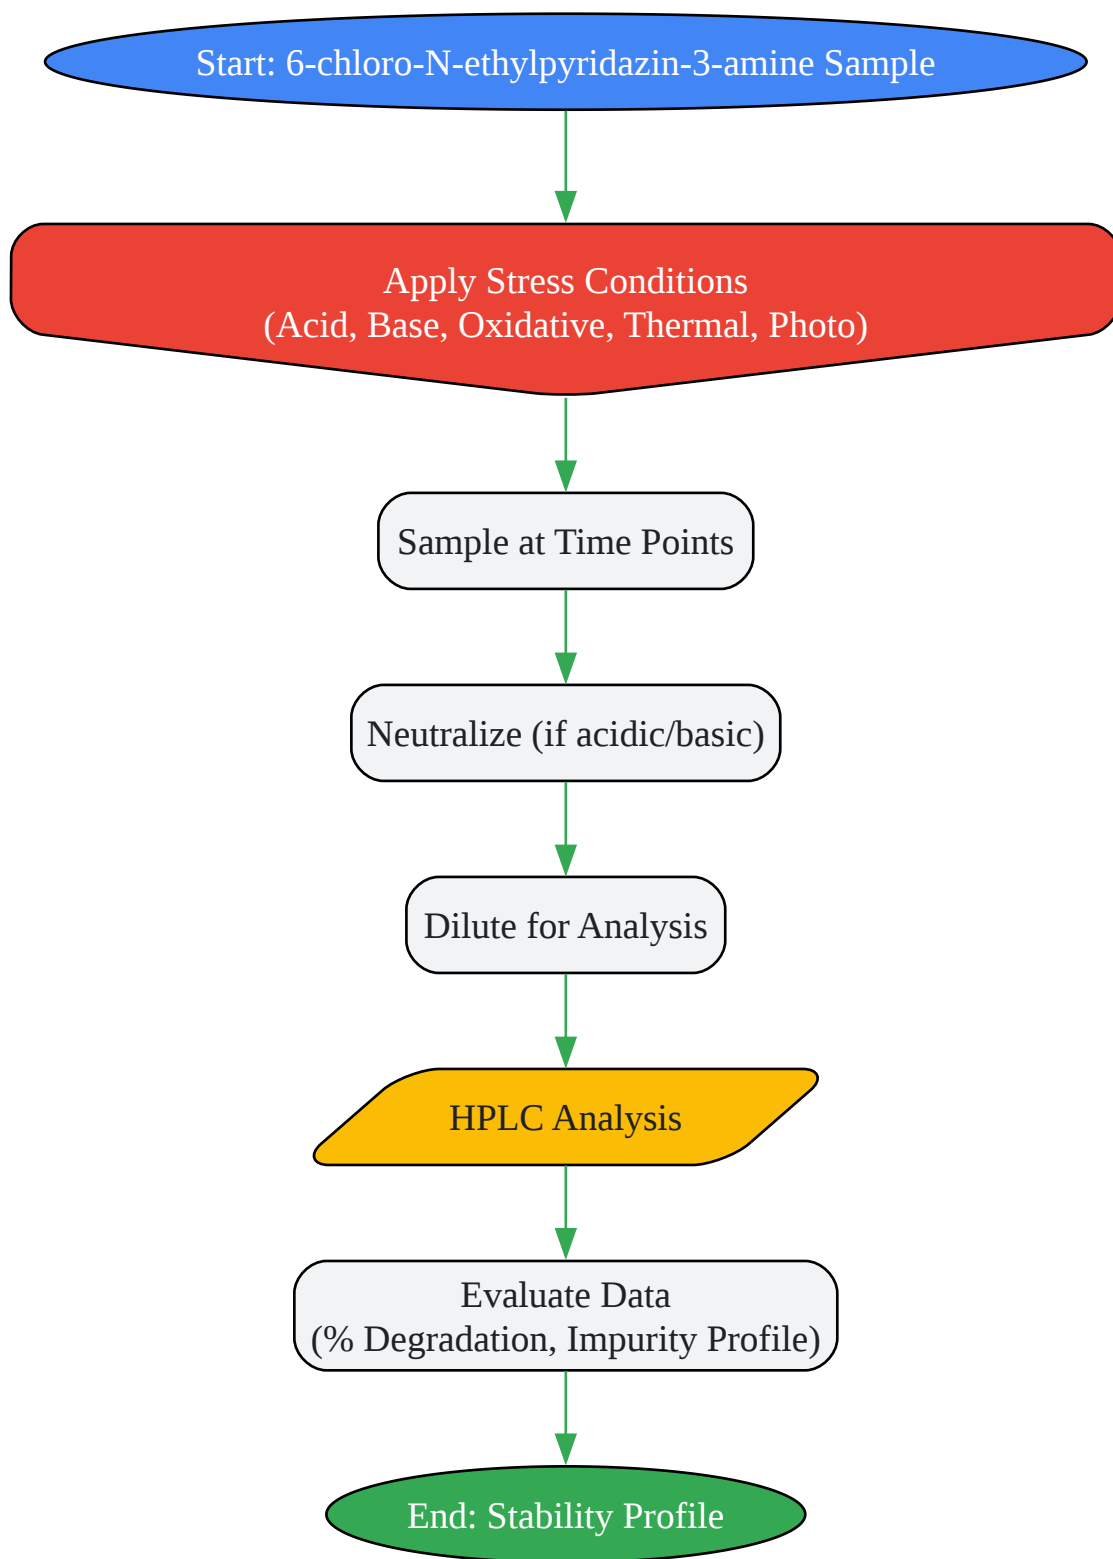 Start: 6-chloro-N-ethylpyridazin-3-amine Sample
Apply Stress Conditions
(Acid, Base, Oxidative, Thermal, Photo)
Sample at Time Points
Neutralize (if acidic/basic)
Dilute for Analysis
HPLC Analysis
Evaluate Data
(% Degradation, Impurity Profile)
End: Stability Profile